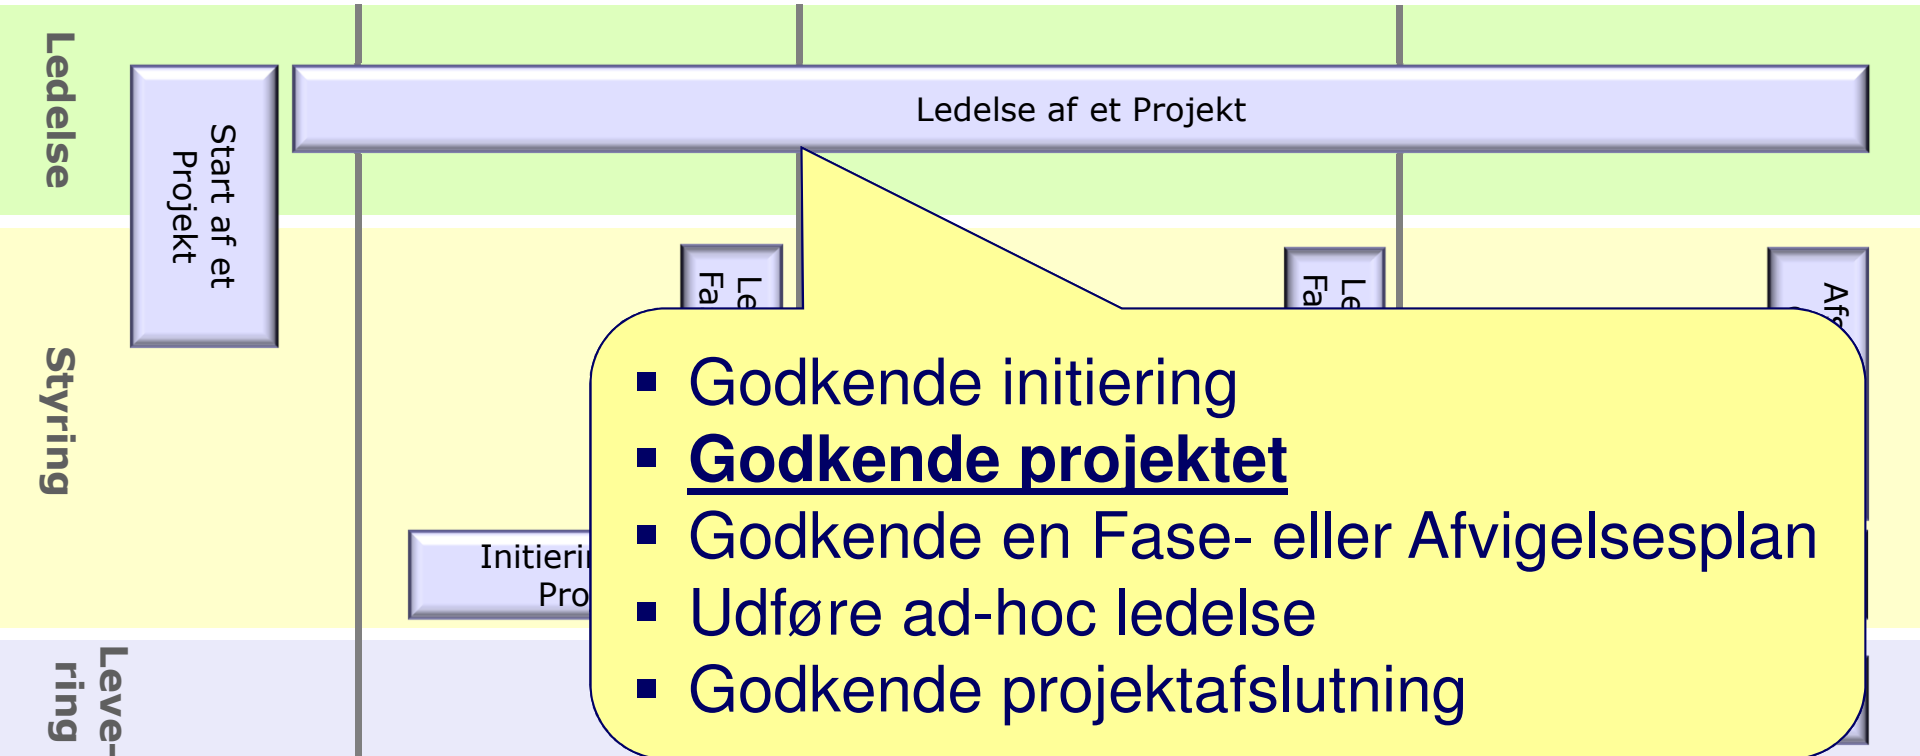 Ledelse
Start af et
Projekt
Ledelse af et Projekt
Styring
Godkende initiering
Godkende projektet
Godkende en Fase- eller Afvigelsesplan
Udføre ad-hoc ledelse
Godkende projektafslutning
Leve-
ring